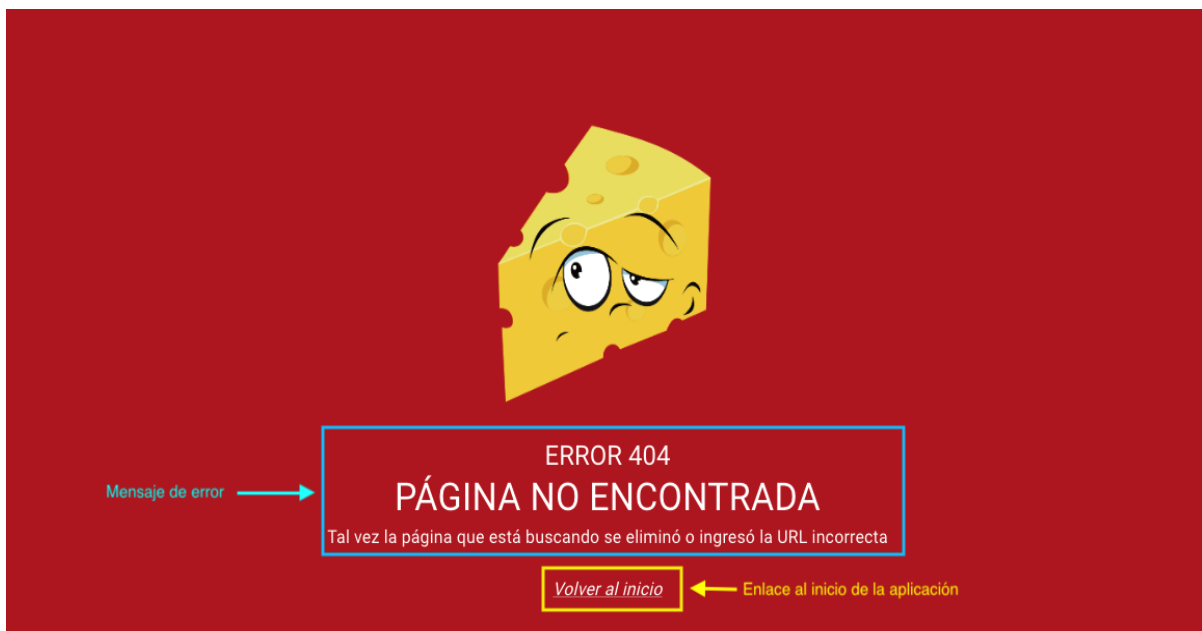 ERROR 404
Mensaje de error
PÁGINA NO ENCONTRADA
Tal vez la página que está buscando se eliminó o ingresó la URL incorrecta
Volver al inicio
Enlace al inicio de la aplicación